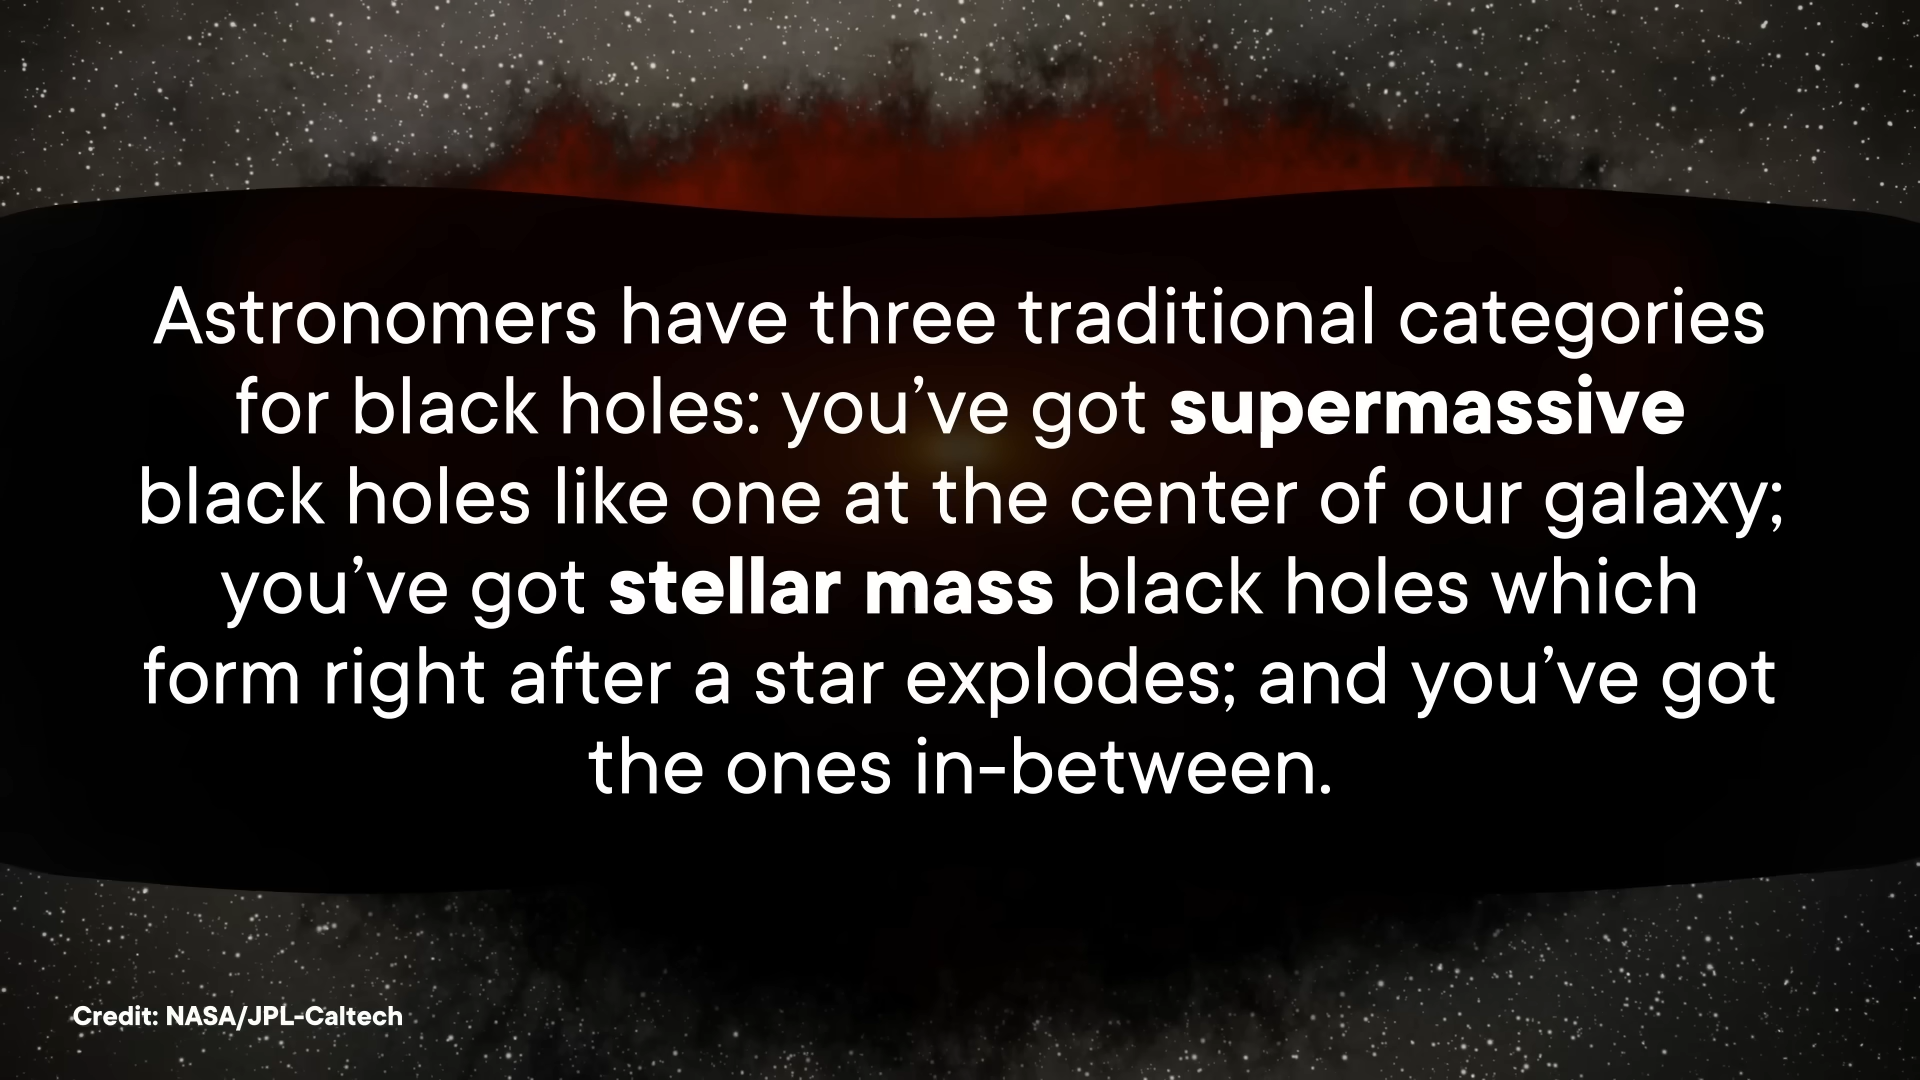 Astronomers have three traditional categories
for black holes: you’ve got supermassive
black holes like one at the center of our galaxy;
you’ve got stellar mass black holes which
form right after a star explodes; and you’ve got
the ones in-between.
Credit: NASA/JPL-Caltech